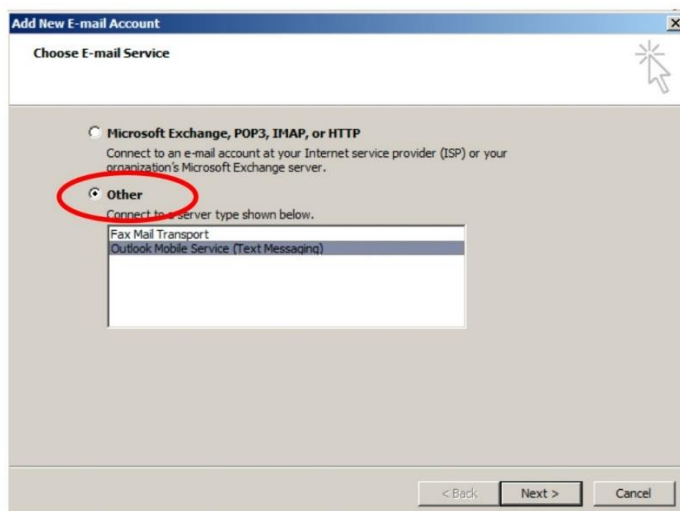 Add New E-mail Account
Choose E-mail Service
Microsoft Exchange, POP3, IMAP, or HTTP
Connect to an e-mail account at your Internet service provider (ISP) or your
organization's Microsoft Exchange server.
Other
Connect to a server type shown below.
Fax Mail Transport
Outlook Mobile Service (Text Messaging)
< Back Next > Cancel